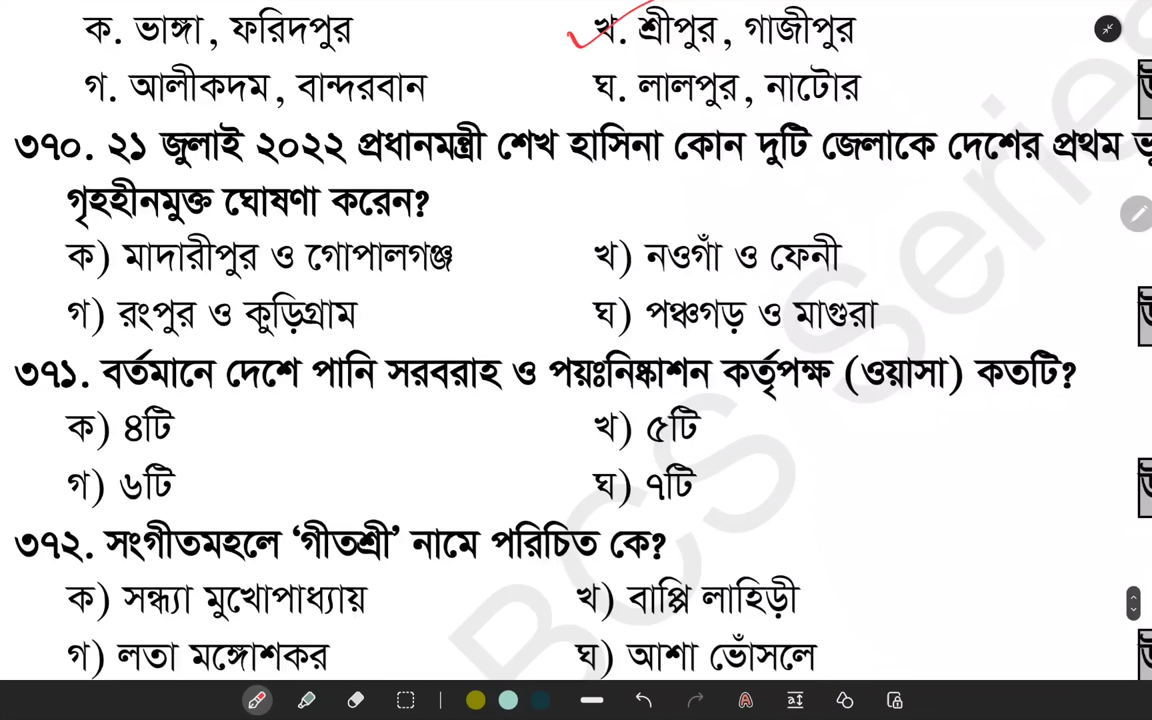 ক. ভাঙ্গা, ফরিদপুর খ. শ্রীপুর, গাজীপুর
গ. আলীকদম, বান্দরবান ঘ. লালপুর, নাটোর
৩৭০. ২১ জুলাই ২০২২ প্রধানমন্ত্রী শেখ হাসিনা কোন দুটি জেলাকে দেশের প্রথম
গৃহহীনমুক্ত ঘোষণা করেন?
ক) মাদারীপুর ও গোপালগঞ্জ খ) নওগাঁ ও ফেনী
গ) রংপুর ও কুড়িগ্রাম ঘ) পঞ্চগড় ও মাগুরা
৩৭১. বর্তমানে দেশে পানি সরবরাহ ও পয়ঃনিষ্কাশন কর্তৃপক্ষ (ওয়াসা) কতটি?
ক) ৪টি খ) ৫টি
গ) ৬টি ঘ) ৭টি
৩৭২. সংগীতমহলে ‘গীতশ্রী’ নামে পরিচিত কে?
ক) সন্ধ্যা মুখোপাধ্যায় খ) বাপ্পি লাহিড়ী
গ) লতা মঙ্গেশকর ঘ) আশা ভোঁসলে
BCS Series